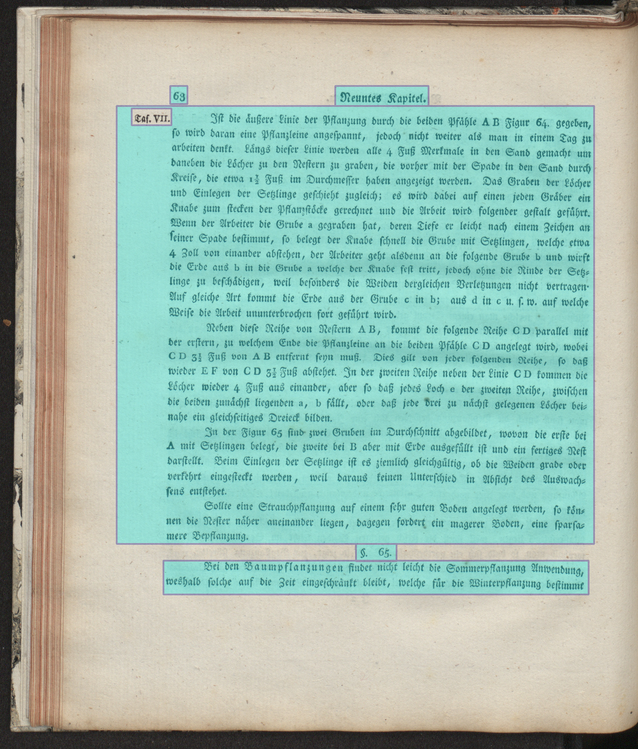 63
Neuntes Kapitel.
Taf. VII.
Ist die äußere Linie der Pflanzung durch die beiden Pfähle A B Figur 64. gegeben,
so wird daran eine Pflanzleine angespannt, jedoch nicht weiter als man in einem Tag zu
arbeiten denkt. Längs dieser Linie werden alle 4 Fuß Merkmale in den Sand gemacht um
daneben die Löcher zu den Nestern zu graben, die vorher mit der Spade in den Sand durch
Kreise, die etwa 1½ Fuß im Durchmesser haben angezeigt werden. Das Graben der Löcher
und Einlegen der Setzlinge geschieht zugleich; es wird dabei auf einen jeden Gräber ein
Knabe zum stecken der Pflanzstöcke gerechnet und die Arbeit wird folgender gestalt geführt.
Wenn der Arbeiter die Grube a gegraben hat, deren Tiefe er leicht nach einem Zeichen an
seiner Spade bestimmt, so belegt der Knabe schnell die Grube mit Setzlingen, welche etwa
4 Zoll von einander abstehen, der Arbeiter geht alsdenn an die folgende Grube b und wirft
die Erde aus b in die Grube a welche der Knabe fest tritt, jedoch ohne die Rinde der Setz-
linge zu beschädigen, weil besonders die Weiden dergleichen Verletzungen nicht vertragen.
Auf gleiche Art kommt die Erde aus der Grube c in b; aus d in c u. s. w. auf welche
Weise die Arbeit ununterbrochen fort geführt wird.
Neben diese Reihe von Nestern A B, kommt die folgende Reihe C D parallel mit
der erstern, zu welchem Ende die Pflanzleine an die beiden Pfähle C D angelegt wird, wobei
C D 3½ Fuß von A B entfernt seyn muß. Dies gilt von jeder folgenden Reihe, so daß
wieder E F von C D 3½ Fuß abstehet. In der zweiten Reihe neben der Linie C D kommen die
Löcher wieder 4 Fuß aus einander, aber so daß jedes Loch e der zweiten Reihe, zwischen
die beiden zunächst liegenden a, b fällt, oder daß jede drei zu nächst gelegenen Löcher bei-
nahe ein gleichseitiges Dreieck bilden.
In der Figur 65 sind zwei Gruben im Durchschnitt abgebildet, wovon die erste bei
A mit Setzlingen belegt, die zweite bei B aber mit Erde ausgefüllt ist und ein fertiges Nest
darstellt. Beim Einlegen der Setzlinge ist es ziemlich gleichgültig, ob die Weiden grade oder
verkehrt eingesteckt werden, weil daraus keinen Unterschied in Absicht des Auswach-
sens entstehet.
Sollte eine Strauchpflanzung auf einem sehr guten Boden angelegt werden, so kön-
nen die Nester näher aneinander liegen, dagegen fordert ein magerer Boden, eine sparsa-
mere Bepflanzung.
§. 65.
Bei den Baumpflanzungen findet nicht leicht die Sommerpflanzung Anwendung,
weshalb solche auf die Zeit eingeschränkt bleibt, welche für die Winterpflanzung bestimmt